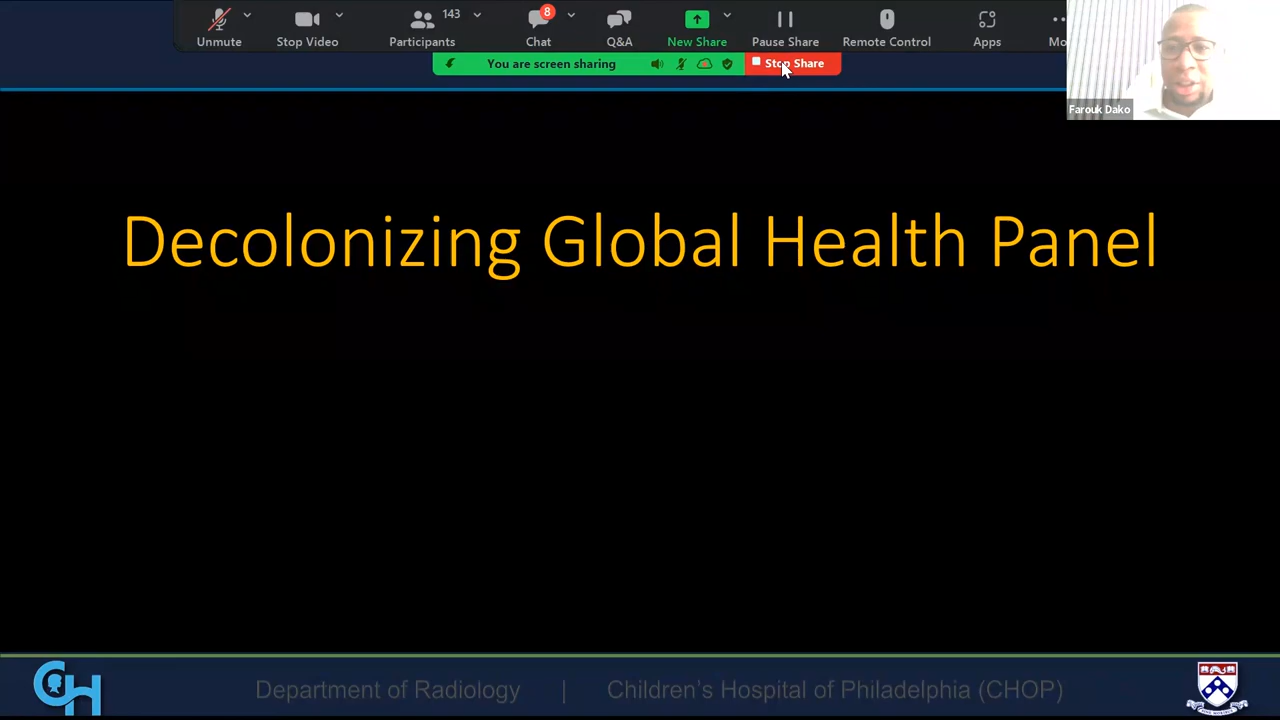 Unmute
Stop Video
Participants
143
Chat
8
Q&A
New Share
Pause Share
Remote Control
Apps
You are screen sharing
Stop Share
Farouk Dako
Decolonizing Global Health Panel
CH
Department of Radiology | Children's Hospital of Philadelphia (CHOP)